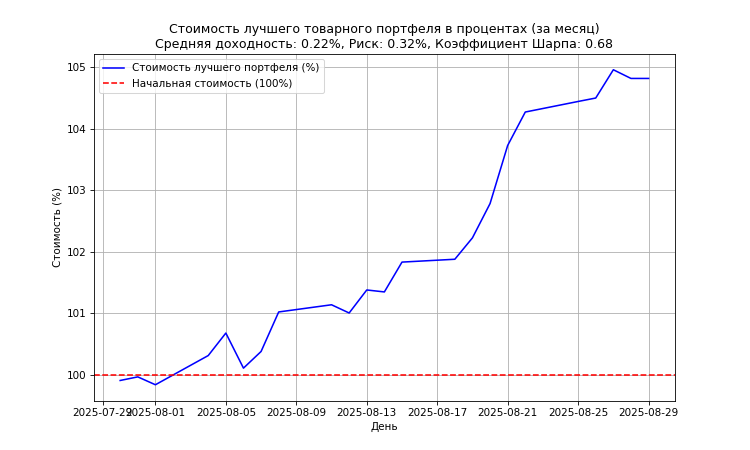 Стоимость лучшего товарного портфеля в процентах (за месяц)
Средняя доходность: 0.22%, Риск: 0.32%, Коэффициент Шарпа: 0.68
Стоимость лучшего портфеля (%)
Начальная стоимость (100%)
Стоимость (%)
105
104
103
102
101
100
2025-07-29 2025-08-01 2025-08-05 2025-08-09 2025-08-13 2025-08-17 2025-08-21 2025-08-25 2025-08-29
День